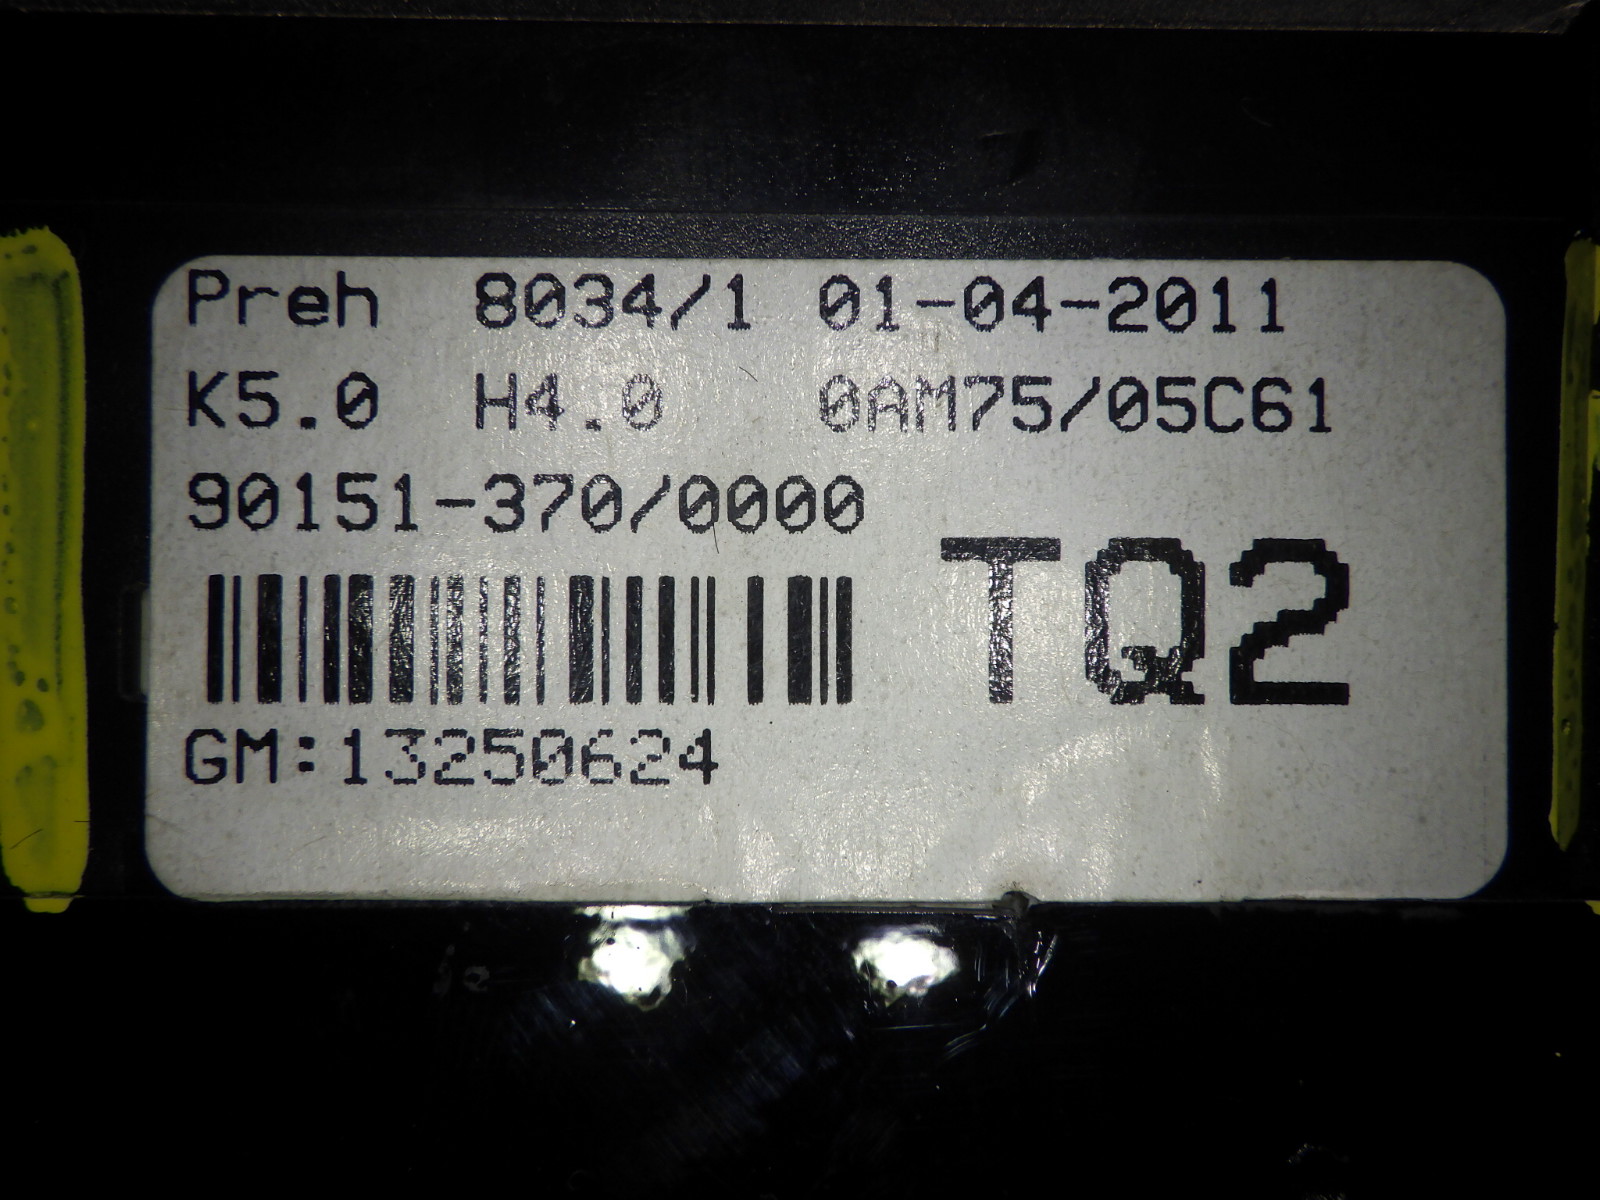 Preh 8034/1 01-04-2011
K5.0 H4.0 0AM75/05C61
90151-370/0000
TQ2
GM:13250624